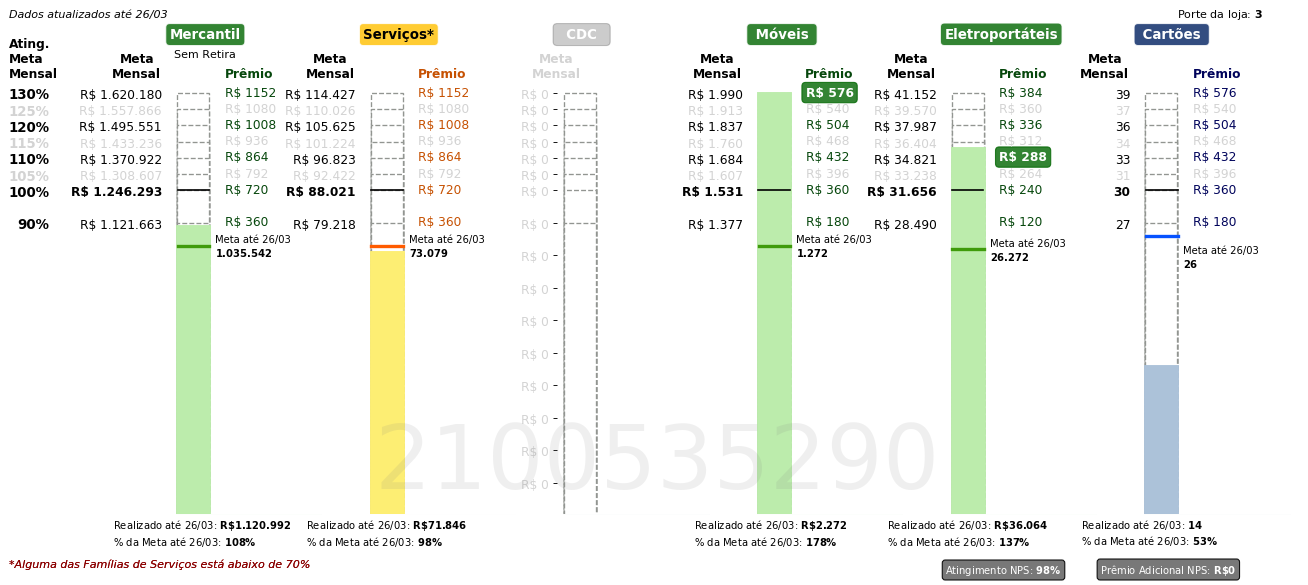 Dados atualizados até 26/03
Porte da loja: 3
Mercantil Serviços* CDC Móveis Eletroportáteis Cartões
Sem Retira
Ating. Meta Mensal
Meta Mensal Prêmio Meta Mensal Prêmio Meta Mensal Meta Mensal Prêmio Meta Mensal Prêmio Meta Mensal Prêmio
130% R$ 1.620.180 R$ 1152 R$ 114.427 R$ 1152 R$ 0 R$ 1.990 R$ 576 R$ 41.152 R$ 384 39 R$ 576
125% R$ 1.557.866 R$ 1080 R$ 110.026 R$ 1080 R$ 0 R$ 1.913 R$ 540 R$ 39.570 R$ 360 37 R$ 540
120% R$ 1.495.551 R$ 1008 R$ 105.625 R$ 1008 R$ 0 R$ 1.837 R$ 504 R$ 37.987 R$ 336 36 R$ 504
115% R$ 1.433.236 R$ 936 R$ 101.224 R$ 936 R$ 0 R$ 1.760 R$ 468 R$ 36.404 R$ 312 34 R$ 468
110% R$ 1.370.922 R$ 864 R$ 96.823 R$ 864 R$ 0 R$ 1.684 R$ 432 R$ 34.821 R$ 288 33 R$ 432
105% R$ 1.308.607 R$ 792 R$ 92.422 R$ 792 R$ 0 R$ 1.607 R$ 396 R$ 33.238 R$ 264 31 R$ 396
100% R$ 1.246.293 R$ 720 R$ 88.021 R$ 720 R$ 0 R$ 1.531 R$ 360 R$ 31.656 R$ 240 30 R$ 360
90% R$ 1.121.663 R$ 360 R$ 79.218 R$ 360 R$ 0 R$ 1.377 R$ 180 R$ 28.490 R$ 120 27 R$ 180
Meta até 26/03 Meta até 26/03 Meta até 26/03 Meta até 26/03 Meta até 26/03
1.035.542 73.079 1.272 26.272 26
R$ 0
R$ 0
R$ 0
R$ 0
R$ 0
R$ 0
R$ 0
R$ 0
2100535290
Realizado até 26/03: R$1.120.992 Realizado até 26/03: R$71.846 Realizado até 26/03: R$2.272 Realizado até 26/03: R$36.064 Realizado até 26/03: 14
% da Meta até 26/03: 108% % da Meta até 26/03: 98% % da Meta até 26/03: 178% % da Meta até 26/03: 137% % da Meta até 26/03: 53%
*Alguma das Famílias de Serviços está abaixo de 70%
Atingimento NPS: 98% Prêmio Adicional NPS: R$0